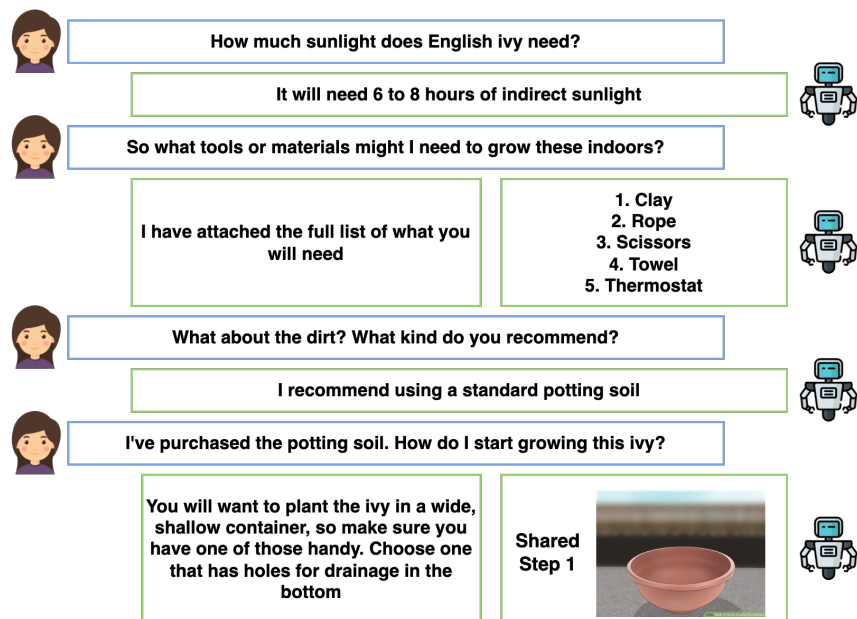 How much sunlight does English ivy need?
It will need 6 to 8 hours of indirect sunlight
So what tools or materials might I need to grow these indoors?
I have attached the full list of what you
will need
1. Clay
2. Rope
3. Scissors
4. Towel
5. Thermostat
What about the dirt? What kind do you recommend?
I recommend using a standard potting soil
I've purchased the potting soil. How do I start growing this ivy?
You will want to plant the ivy in a wide,
shallow container, so make sure you
have one of those handy. Choose one
that has holes for drainage in the
bottom
Shared
Step 1